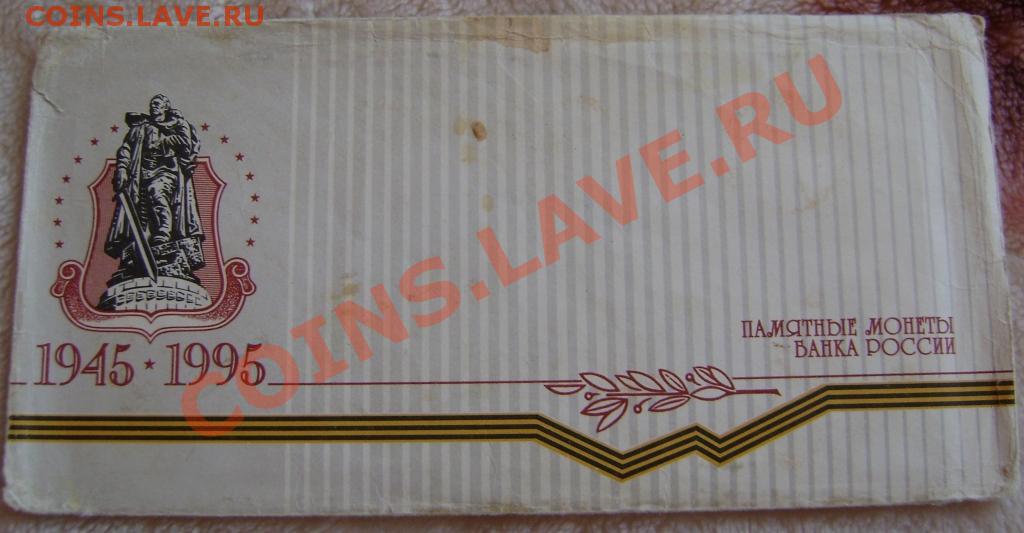 COINS.LAVE.RU
COINS.LAVE.RU
ПАМЯТНЫЕ МОНЕТЫ
БАНКА РОССИИ
1945 ★ 1995